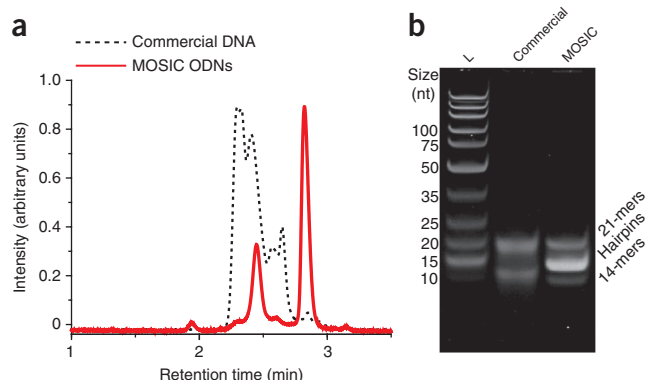 a
Commercial DNA
MOSIC ODNs
Intensity (arbitrary units)
1.0
0.8
0.6
0.4
0.2
0
1
2
3
Retention time (min)
b
L
Commercial
MOSIC
Size
(nt)
100
75
50
35
25
20
15
10
21-mers
Hairpins
14-mers